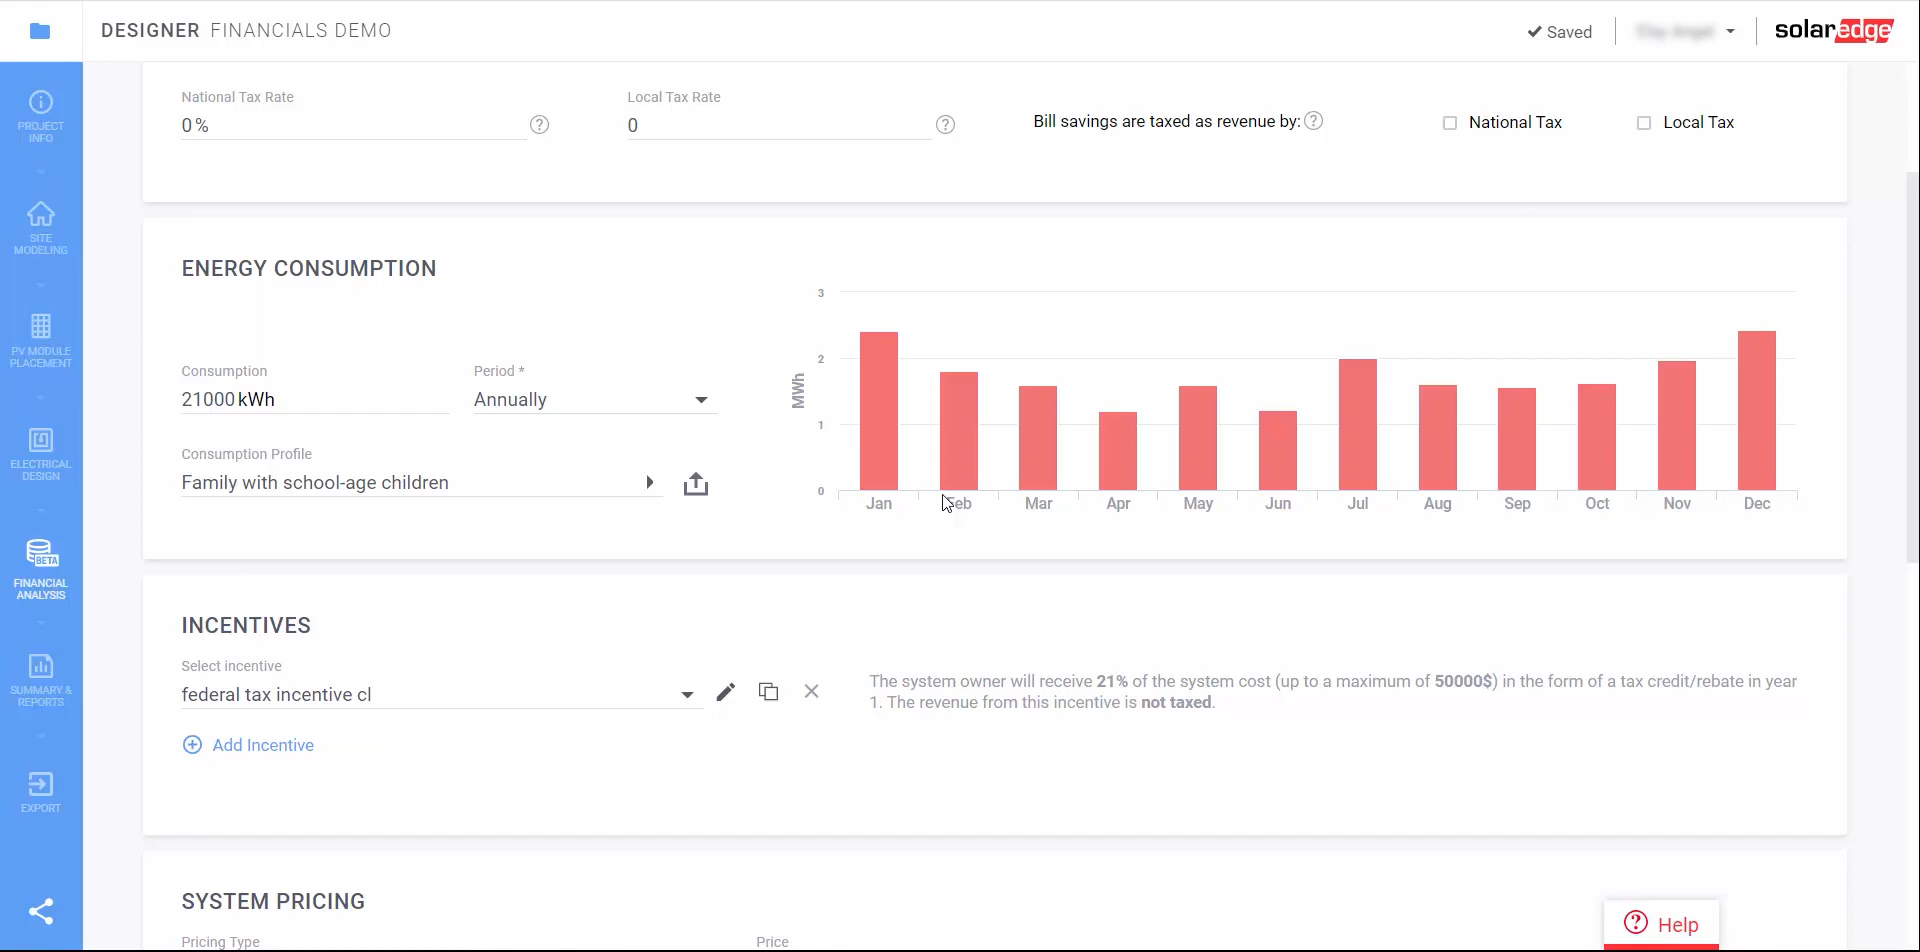 DESIGNER FINANCIALS DEMO
Saved
solaredge
PROJECT
INFO
SITE
MODELING
PV MODULE
PLACEMENT
ELECTRICAL
DESIGN
BETA
FINANCIAL
ANALYSIS
SUMMARY &
REPORTS
EXPORT
National Tax Rate
0 %
?
Local Tax Rate
0
?
Bill savings are taxed as revenue by: ?
National Tax
Local Tax
ENERGY CONSUMPTION
Consumption
21000 kWh
Period *
Annually
Consumption Profile
Family with school-age children
MWh
3
2
1
0
Jan Feb Mar Apr May Jun Jul Aug Sep Oct Nov Dec
INCENTIVES
Select incentive
federal tax incentive cl
The system owner will receive 21% of the system cost (up to a maximum of 50000$) in the form of a tax credit/rebate in year
1. The revenue from this incentive is not taxed.
Add Incentive
SYSTEM PRICING
Pricing Type
Price
? Help